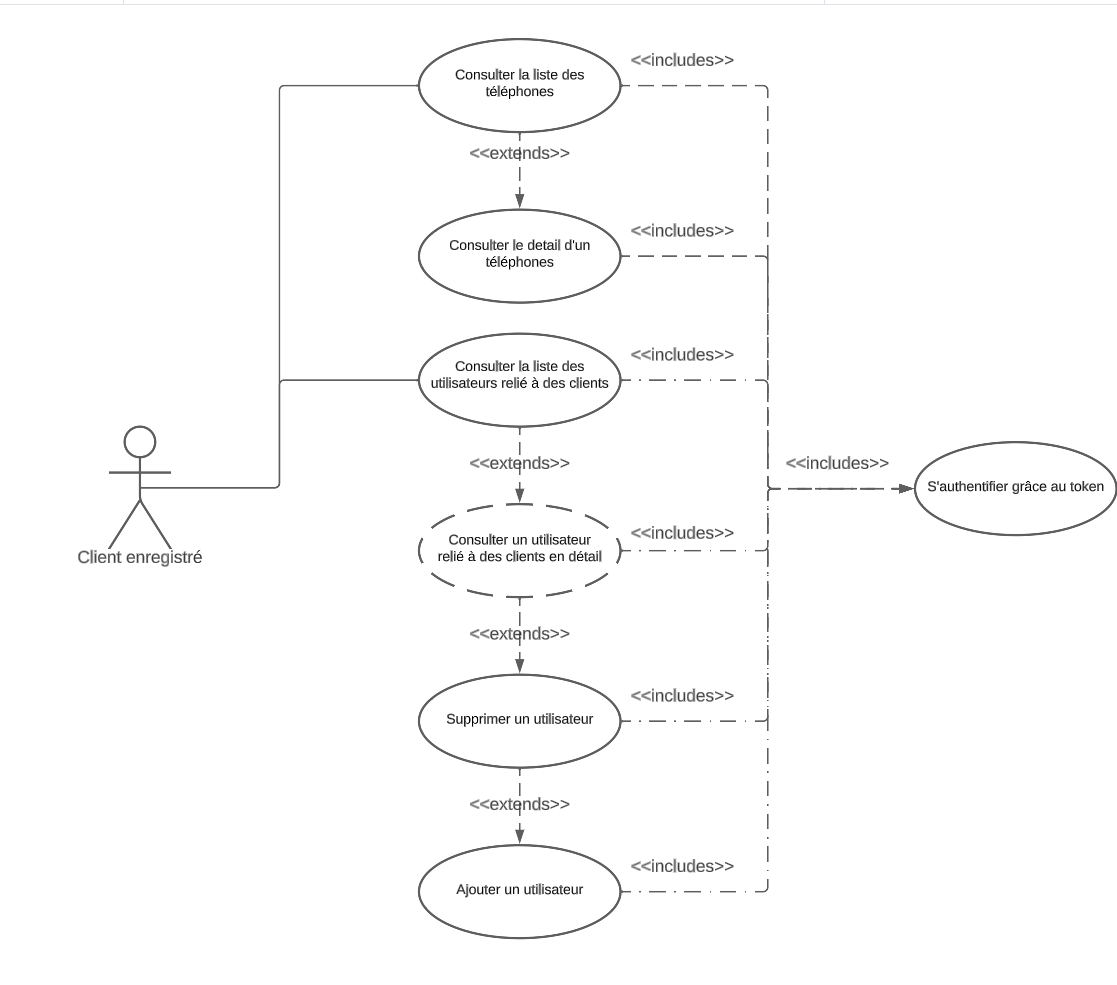 Consulter la liste des
téléphones
<<includes>>
<<extends>>
Consulter le detail d'un
téléphones
<<includes>>
Consulter la liste des
utilisateurs relié à des clients
<<includes>>
<<extends>>
<<includes>>
S'authentifier grâce au token
Client enregistré
Consulter un utilisateur
relié à des clients en détail
<<includes>>
<<extends>>
Supprimer un utilisateur
<<includes>>
<<extends>>
Ajouter un utilisateur
<<includes>>